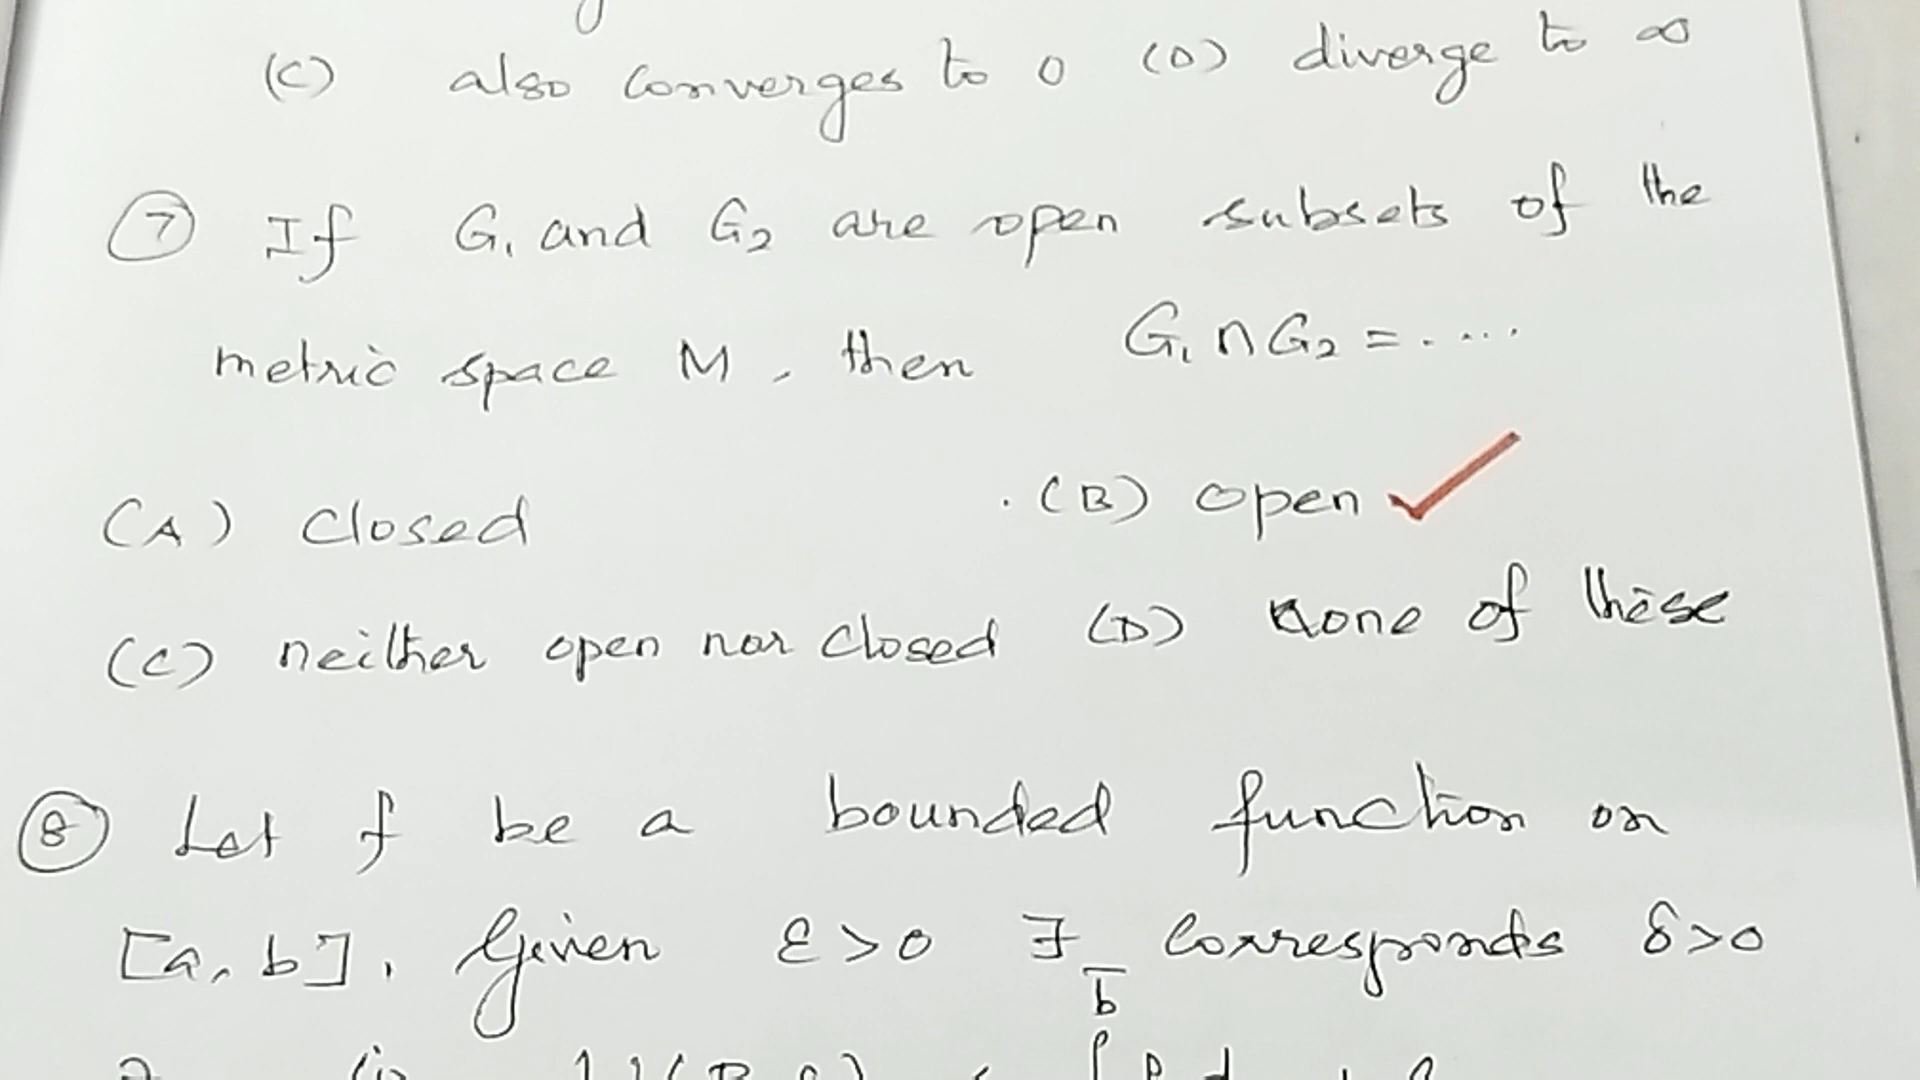 (C) also converges to 0 (D) diverge to ∞
⑦ If G₁ and G₂ are open subsets of the
metric space M, then G₁ ∩ G₂ = .....
(A) Closed .(B) open ✓
(C) neither open nor closed (D) none of these
⑧ Let f be a bounded function on
[a, b]. Given ε>0 ∃ corresponds δ>0